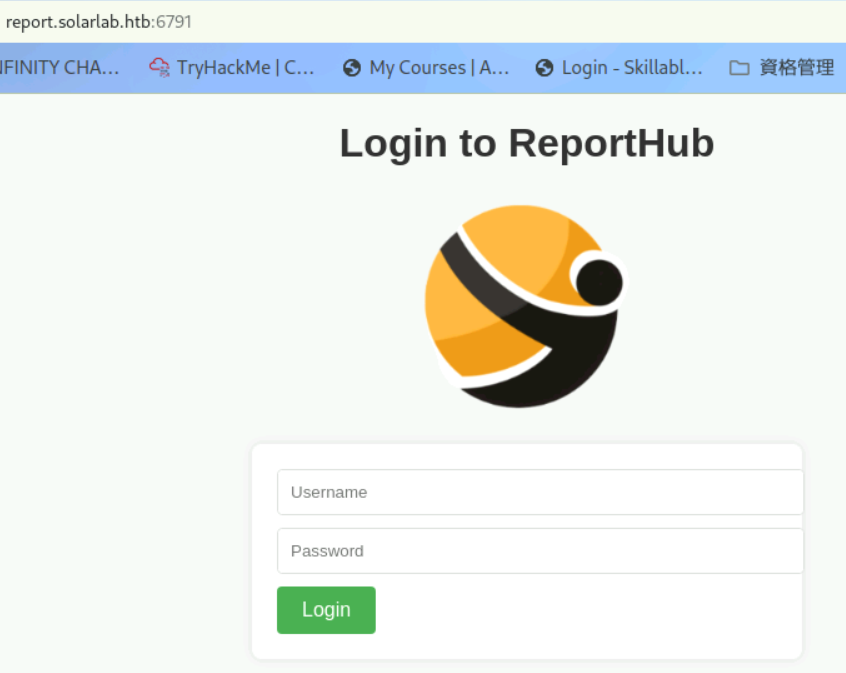 report.solarlab.htb:6791
NFINITY CHA... TryHackMe | C... My Courses | A... Login - Skillabl... 資格管理
Login to ReportHub
Username
Password
Login